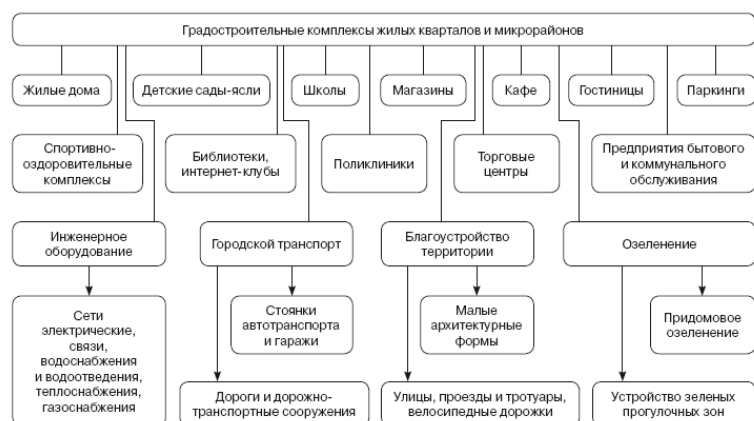 Градостроительные комплексы жилых кварталов и микрорайонов
Жилые дома
Детские сады-ясли
Школы
Магазины
Кафе
Гостиницы
Паркинги
Спортивно-
оздоровительные
комплексы
Библиотеки,
интернет-клубы
Поликлиники
Торговые
центры
Предприятия бытового
и коммунального
обслуживания
Инженерное
оборудование
Городской транспорт
Благоустройство
территории
Озеленение
Сети
электрические,
связи,
водоснабжения
и водоотведения,
теплоснабжения,
газоснабжения
Стоянки
автотранспорта
и гаражи
Малые
архитектурные
формы
Придомовое
озеленение
Дороги и дорожно-
транспортные сооружения
Улицы, проезды и тротуары,
велосипедные дорожки
Устройство зеленых
прогулочных зон